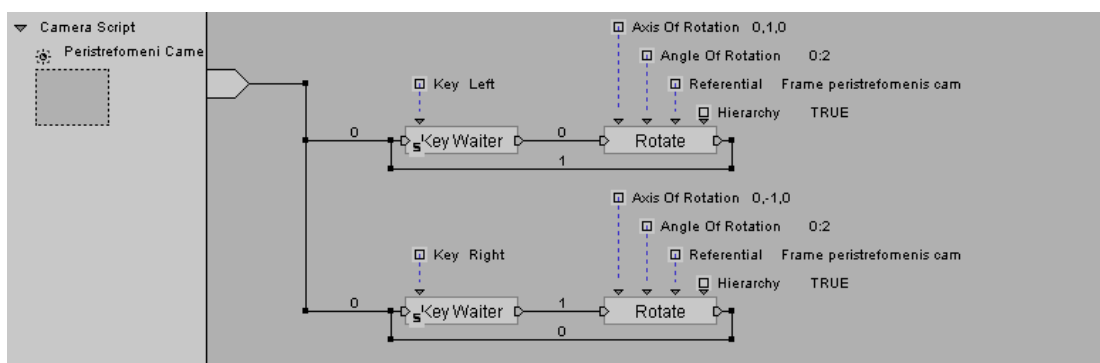 Camera Script
Peristrefomeni Came
Axis Of Rotation 0,1,0
Angle Of Rotation 0:2
Key Left
Referential Frame peristrefomenis cam
Hierarchy TRUE
0
s Key Waiter
0
Rotate
1
Axis Of Rotation 0,-1,0
Angle Of Rotation 0:2
Key Right
Referential Frame peristrefomenis cam
Hierarchy TRUE
0
s Key Waiter
1
Rotate
0